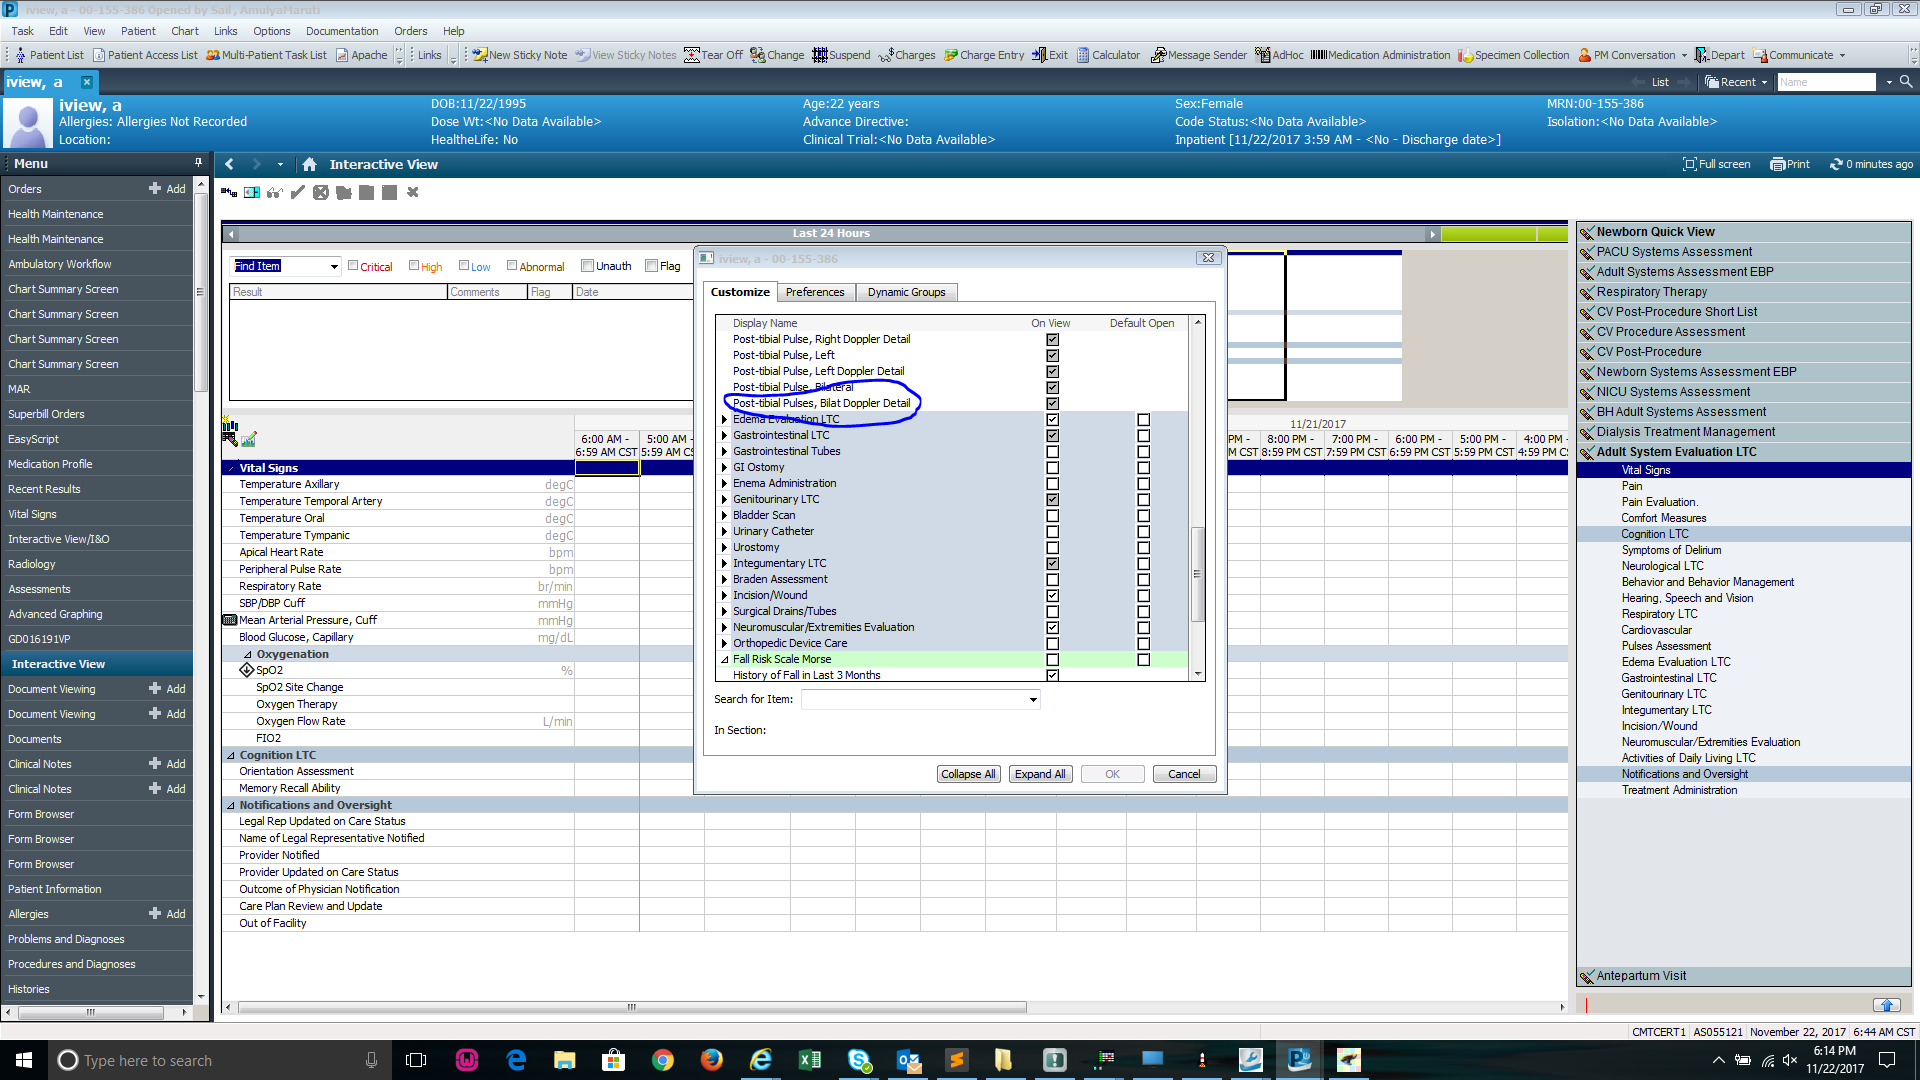 iview, a - 00-155-386 Opened by Sail , AmulyaMaruti
Task Edit View Patient Chart Links Options Documentation Orders Help
Patient List Patient Access List Multi-Patient Task List Apache Links New Sticky Note View Sticky Notes Tear Off Change Suspend Charges Charge Entry Exit Calculator Message Sender AdHoc Medication Administration Specimen Collection PM Conversation Depart Communicate
iview, a
List Recent Name
iview, a DOB:11/22/1995 Age:22 years Sex:Female MRN:00-155-386
Allergies: Allergies Not Recorded Dose Wt:<No Data Available> Advance Directive: Code Status:<No Data Available> Isolation:<No Data Available>
Location: HealtheLife: No Clinical Trial:<No Data Available> Inpatient [11/22/2017 3:59 AM - <No - Discharge date>]
Menu
Interactive View
Full screen Print 0 minutes ago
Orders Add
Health Maintenance
Health Maintenance
Ambulatory Workflow
Chart Summary Screen
Chart Summary Screen
Chart Summary Screen
Chart Summary Screen
MAR
Superbill Orders
EasyScript
Medication Profile
Recent Results
Vital Signs
Interactive View/I&O
Radiology
Assessments
Advanced Graphing
GD016191VP
Interactive View
Document Viewing Add
Document Viewing Add
Documents
Clinical Notes Add
Clinical Notes Add
Form Browser
Form Browser
Form Browser
Patient Information
Allergies Add
Problems and Diagnoses
Procedures and Diagnoses
Histories
Last 24 Hours
Find Item Critical High Low Abnormal Unauth Flag
Result Comments Flag Date
11/21/2017
6:00 AM - 5:00 AM - PM - 8:00 PM - 7:00 PM - 6:00 PM - 5:00 PM - 4:00 PM -
6:59 AM CST 5:59 AM CS M CST 8:59 PM CST 7:59 PM CST 6:59 PM CST 5:59 PM CST 4:59 PM CS
Vital Signs
Temperature Axillary degC
Temperature Temporal Artery degC
Temperature Oral degC
Temperature Tympanic degC
Apical Heart Rate bpm
Peripheral Pulse Rate bpm
Respiratory Rate br/min
SBP/DBP Cuff mmHg
Mean Arterial Pressure, Cuff mmHg
Blood Glucose, Capillary mg/dL
Oxygenation
SpO2 %
SpO2 Site Change
Oxygen Therapy
Oxygen Flow Rate L/min
FIO2
Cognition LTC
Orientation Assessment
Memory Recall Ability
Notifications and Oversight
Legal Rep Updated on Care Status
Name of Legal Representative Notified
Provider Notified
Provider Updated on Care Status
Outcome of Physician Notification
Care Plan Review and Update
Out of Facility
iview, a - 00-155-386
Customize Preferences Dynamic Groups
Display Name On View Default Open
Post-tibial Pulse, Right Doppler Detail
Post-tibial Pulse, Left
Post-tibial Pulse, Left Doppler Detail
Post-tibial Pulse, Bilateral
Post-tibial Pulses, Bilat Doppler Detail
Edema Evaluation LTC
Gastrointestinal LTC
Gastrointestinal Tubes
GI Ostomy
Enema Administration
Genitourinary LTC
Bladder Scan
Urinary Catheter
Urostomy
Integumentary LTC
Braden Assessment
Incision/Wound
Surgical Drains/Tubes
Neuromuscular/Extremities Evaluation
Orthopedic Device Care
Fall Risk Scale Morse
History of Fall in Last 3 Months
Search for Item:
In Section:
Collapse All Expand All OK Cancel
Newborn Quick View
PACU Systems Assessment
Adult Systems Assessment EBP
Respiratory Therapy
CV Post-Procedure Short List
CV Procedure Assessment
CV Post-Procedure
Newborn Systems Assessment EBP
NICU Systems Assessment
BH Adult Systems Assessment
Dialysis Treatment Management
Adult System Evaluation LTC
Vital Signs
Pain
Pain Evaluation.
Comfort Measures
Cognition LTC
Symptoms of Delirium
Neurological LTC
Behavior and Behavior Management
Hearing, Speech and Vision
Respiratory LTC
Cardiovascular
Pulses Assessment
Edema Evaluation LTC
Gastrointestinal LTC
Genitourinary LTC
Integumentary LTC
Incision/Wound
Neuromuscular/Extremities Evaluation
Activities of Daily Living LTC
Notifications and Oversight
Treatment Administration
Antepartum Visit
CMTCERT1 AS055121 November 22, 2017 6:44 AM CST
Type here to search
6:14 PM
11/22/2017